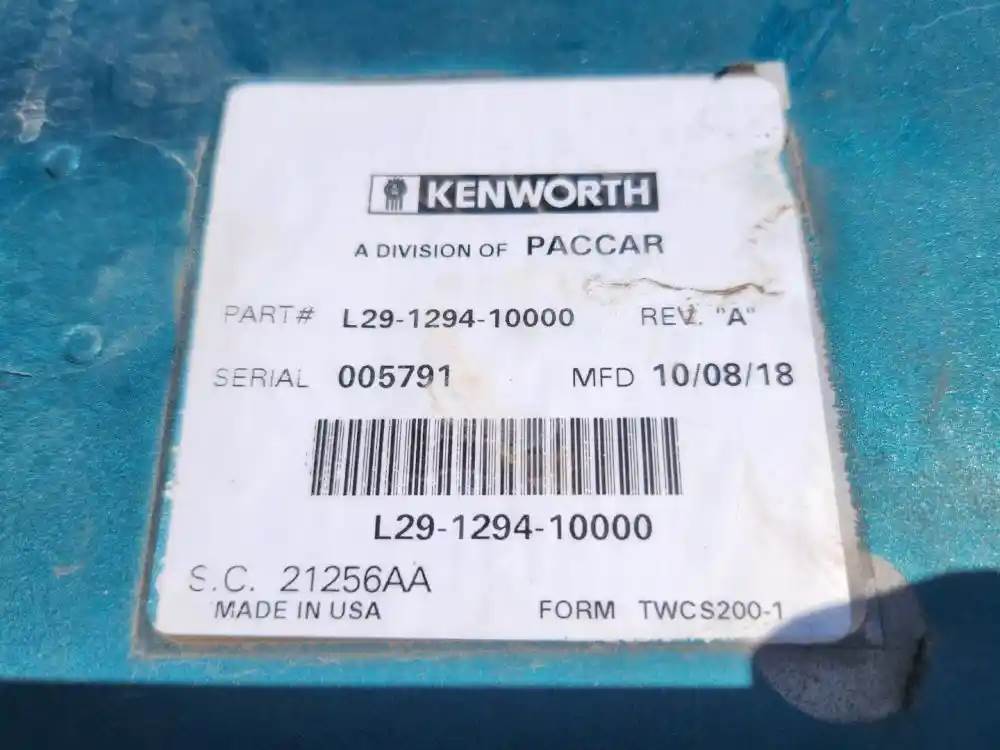 KENWORTH
A DIVISION OF PACCAR
PART# L29-1294-10000 REV. "A"
SERIAL 005791 MFD 10/08/18
L29-1294-10000
S.C. 21256AA
MADE IN USA FORM TWCS200-1